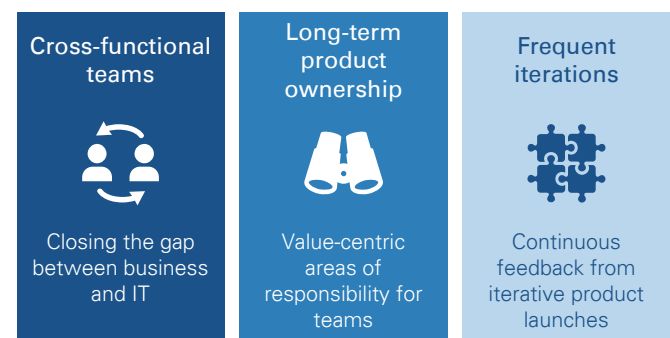 Cross-functional
teams
Closing the gap
between business
and IT
Long-term
product
ownership
Value-centric
areas of
responsibility for
teams
Frequent
iterations
Continuous
feedback from
iterative product
launches